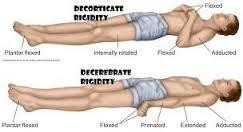 DECORTICATE
RIGIDITY
Flexed
Plantar flexed
Internally rotated
Flexed
Adducted
DECEREBRATE
RIGIDITY
Plantar flexed
Flexed
Pronated
Extended
Adducted